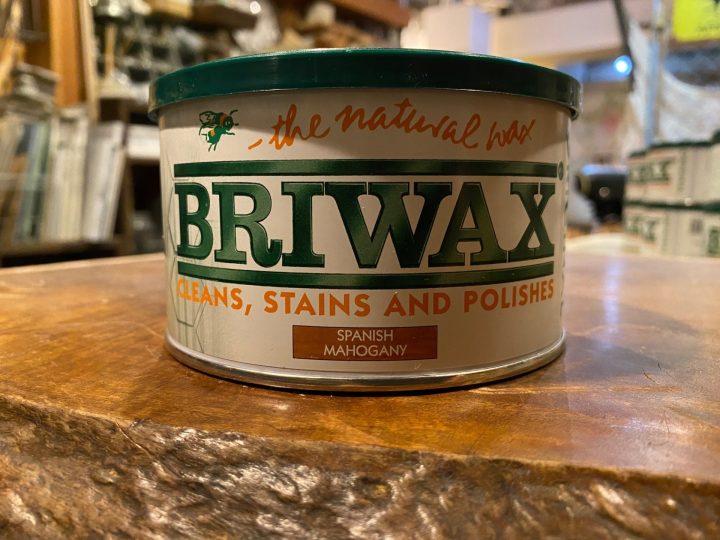 - the natural wax
BRIWAX
CLEANS, STAINS AND POLISHES
SPANISH
MAHOGANY